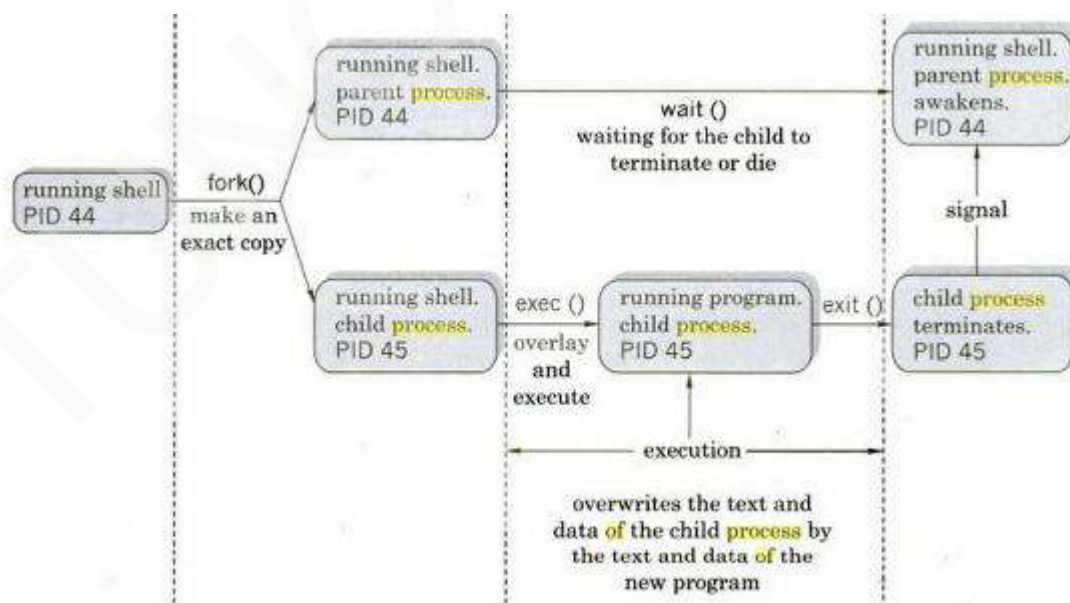 running shell
PID 44
fork()
make an
exact copy
running shell.
parent process.
PID 44
wait ()
waiting for the child to
terminate or die
running shell.
parent process.
awakens.
PID 44
signal
running shell.
child process.
PID 45
exec ()
overlay
and
execute
running program.
child process.
PID 45
exit ()
child process
terminates.
PID 45
execution
overwrites the text and
data of the child process by
the text and data of the
new program